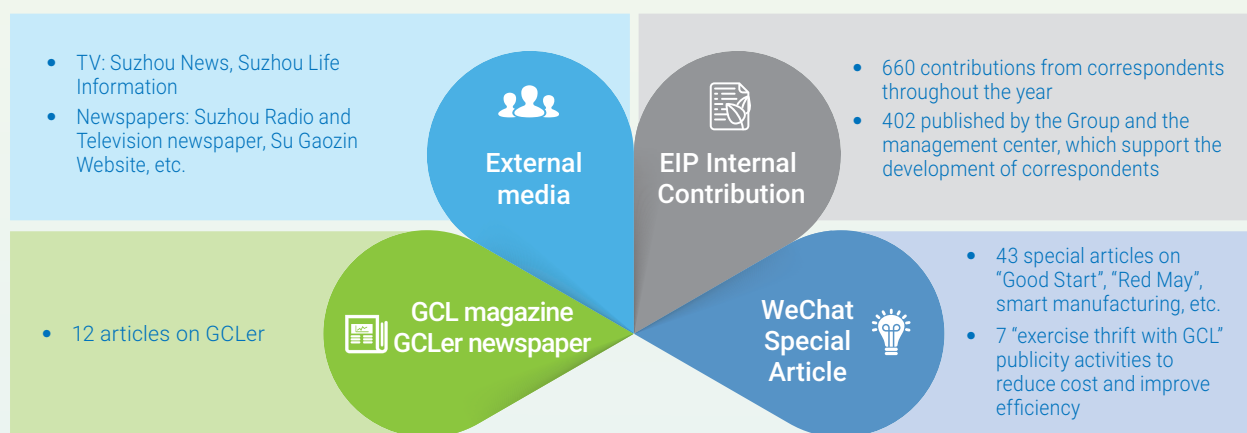 • TV: Suzhou News, Suzhou Life
Information
• Newspapers: Suzhou Radio and
Television newspaper, Su Gaozin
Website, etc.
External
media
EIP Internal
Contribution
• 660 contributions from correspondents
throughout the year
• 402 published by the Group and the
management center, which support the
development of correspondents
• 12 articles on GCLer
GCL magazine
GCLer newspaper
WeChat
Special
Article
• 43 special articles on
“Good Start”, “Red May”,
smart manufacturing, etc.
• 7 “exercise thrift with GCL”
publicity activities to
reduce cost and improve
efficiency